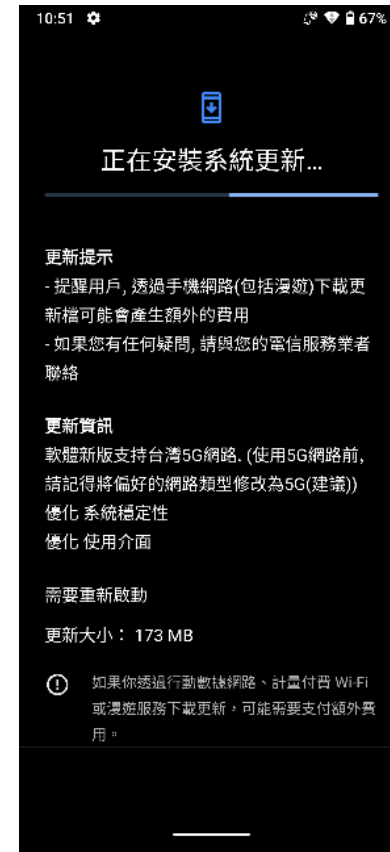 10:51 67%
正在安裝系統更新...
更新提示
- 提醒用戶, 透過手機網路(包括漫遊)下載更
新檔可能會產生額外的費用
- 如果您有任何疑問, 請與您的電信服務業者
聯絡
更新資訊
軟體新版支持台灣5G網路. (使用5G網路前,
請記得將偏好的網路類型修改為5G(建議))
優化 系統穩定性
優化 使用介面
需要重新啟動
更新大小： 173 MB
如果你透過行動數據網路、計量付費 Wi-Fi
或漫遊服務下載更新，可能需要支付額外費
用。